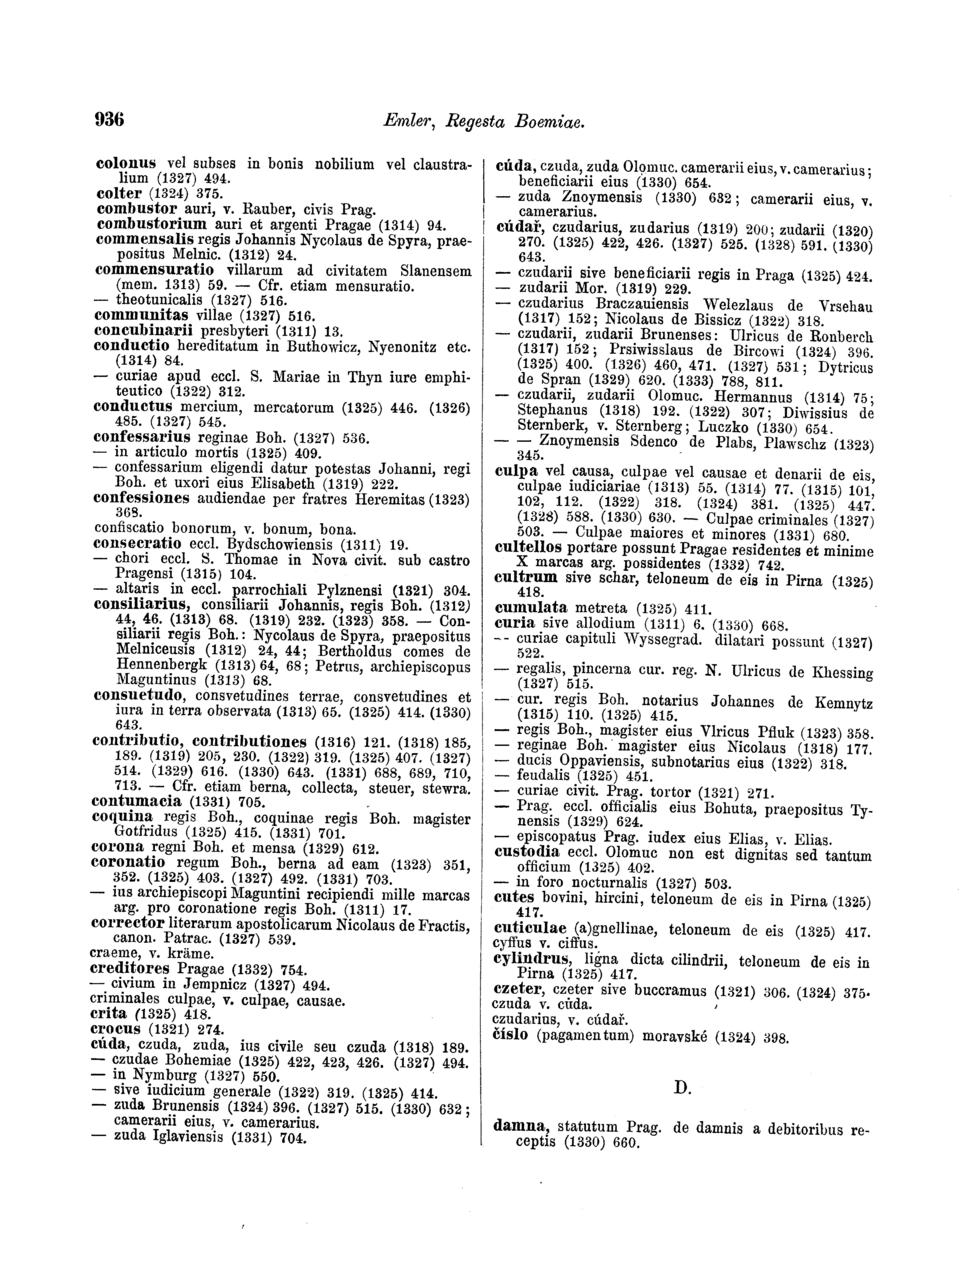 936
Emler, Regesta Boemiae.
colonus vel subses in bonis nobilium vel claustra-
lium (1327) 494.
colter (1324) 375.
combustor auri, v. Rauber, civis Prag.
combustorium auri et argenti Pragae (1314) 94.
commensalis regis Johannis Nycolaus de Spyra, prae-
positus Melnic. (1312) 24.
commensuratio villarum ad civitatem Slanensem
(mem. 1313) 59. — Cfr. etiam mensuratio.
— theotunicalis (1327) 516.
communitas villae (1327) 516.
concubinarii presbyteri (1311) 13.
conductio hereditatum in Buthowicz, Nyenonitz etc.
(1314) 84.
— curiae apud eccl. S. Mariae in Thyn iure emphi-
teutico (1322) 312.
conductus mercium, mercatorum (1325) 446. (1326)
485. (1327) 545.
confessarius reginae Boh. (1327) 536.
— in articulo mortis (1325) 409.
— confessarium eligendi datur potestas Johanni, regi
Boh. et uxori eius Elisabeth (1319) 222.
confessiones audiendae per fratres Heremitas (1323)
368.
confiscatio bonorum, v. bonum, bona.
consecratio eccl. Bydschowiensis (1311) 19.
— chori eccl. S. Thomae in Nova civit. sub castro
Pragensi (1315) 104.
— altaris in eccl. parrochiali Pylznensi (1321) 304.
consiliarius, consiliarii Johannis, regis Boh. (1312)
44, 46. (1313) 68. (1319) 232. (1323) 358. — Con-
siliarii regis Boh.: Nycolaus de Spyra, praepositus
Melniceusis (1312) 24, 44; Bertholdus comes de
Hennenbergk (1313) 64, 68; Petrus, archiepiscopus
Maguntinus (1313) 68.
consuetudo, consvetudines terrae, consvetudines et
iura in terra observata (1313) 65. (1325) 414. (1330)
643.
contributio, contributiones (1316) 121. (1318) 185,
189. (1319) 205, 230. (1322) 319. (1325) 407. (1327)
514. (1329) 616. (1330) 643. (1331) 688, 689, 710,
713. — Cfr. etiam berna, collecta, steuer, stewra.
contumacia (1331) 705.
coquina regis Boh., coquinae regis Boh. magister
Gotfridus (1325) 415. (1331) 701.
corona regni Boh. et mensa (1329) 612.
coronatio regum Boh., berna ad eam (1323) 351,
352. (1325) 403. (1327) 492. (1331) 703.
— ius archiepiscopi Maguntini recipiendi mille marcas
arg. pro coronatione regis Boh. (1311) 17.
corrector literarum apostolicarum Nicolaus de Fractis,
canon. Patrac. (1327) 539.
craeme, v. kräme.
creditores Pragae (1332) 754.
— civium in Jempnicz (1327) 494.
criminales culpae, v. culpae, causae.
crita (1325) 418.
crocus (1321) 274.
cúda, czuda, zuda, ius civile seu czuda (1318) 189.
— czudae Bohemiae (1325) 422, 423, 426. (1327) 494.
— in Nymburg (1327) 550.
— sive iudicium generale (1322) 319. (1325) 414.
— zuda Brunensis (1324) 396. (1327) 515. (1330) 632;
camerarii eius, v. camerarius.
— zuda Iglaviensis (1331) 704.
cúda, czuda, zuda Olomuc. camerarii eius, v. camerarius;
beneficiarii eius (1330) 654.
— zuda Znoymensis (1330) 632; camerarii eius, v.
camerarius.
cúdař, czudarius, zudarius (1319) 200; zudarii (1320)
270. (1325) 422, 426. (1327) 525. (1328) 591. (1330)
643.
— czudarii sive beneficiarii regis in Praga (1325) 424.
— zudarii Mor. (1319) 229.
— czudarius Braczauiensis Welezlaus de Vrsehau
(1317) 152; Nicolaus de Bissicz (1322) 318.
— czudarii, zudarii Brunenses: Ulricus de Ronberch
(1317) 152; Prsiwisslaus de Bircowi (1324) 396.
(1325) 400. (1326) 460, 471. (1327) 531; Dytricus
de Spran (1329) 620. (1333) 788, 811.
— czudarii, zudarii Olomuc. Hermannus (1314) 75;
Stephanus (1318) 192. (1322) 307; Diwissius de
Sternberk, v. Sternberg; Luczko (1330) 654.
— — Znoymensis Sdenco de Plabs, Plawschz (1323)
345.
culpa vel causa, culpae vel causae et denarii de eis,
culpae iudiciariae (1313) 55. (1314) 77. (1315) 101,
102, 112. (1322) 318. (1324) 381. (1325) 447.
(1328) 588. (1330) 630. — Culpae criminales (1327)
503. — Culpae maiores et minores (1331) 680.
cultellos portare possunt Pragae residentes et minime
X marcas arg. possidentes (1332) 742.
cultrum sive schar, teloneum de eis in Pirna (1325)
418.
cumulata metreta (1325) 411.
curia sive allodium (1311) 6. (1330) 668.
-- curiae capituli Wyssegrad. dilatari possunt (1327)
522.
— regalis, pincerna cur. reg. N. Ulricus de Khessing
(1327) 515.
— cur. regis Boh. notarius Johannes de Kemnytz
(1315) 110. (1325) 415.
— regis Boh., magister eius Vlricus Pfluk (1323) 358.
— reginae Boh. magister eius Nicolaus (1318) 177.
— ducis Oppaviensis, subnotarius eius (1322) 318.
— feudalis (1325) 451.
— curiae civit. Prag. tortor (1321) 271.
— Prag. eccl. officialis eius Bohuta, praepositus Ty-
nensis (1329) 624.
— episcopatus Prag. iudex eius Elias, v. Elias.
custodia eccl. Olomuc non est dignitas sed tantum
officium (1325) 402.
— in foro nocturnalis (1327) 503.
cutes bovini, hircini, teloneum de eis in Pirna (1325)
417.
cuticulae (a)gnellinae, teloneum de eis (1325) 417.
cyffus v. ciffus.
cylindrus, ligna dicta cilindrii, teloneum de eis in
Pirna (1325) 417.
czeter, czeter sive buccramus (1321) 306. (1324) 375.
czuda v. cúda.
czudarius, v. cúdař.
číslo (pagamentum) moravské (1324) 398.
D.
damna, statutum Prag. de damnis a debitoribus re-
ceptis (1330) 660.